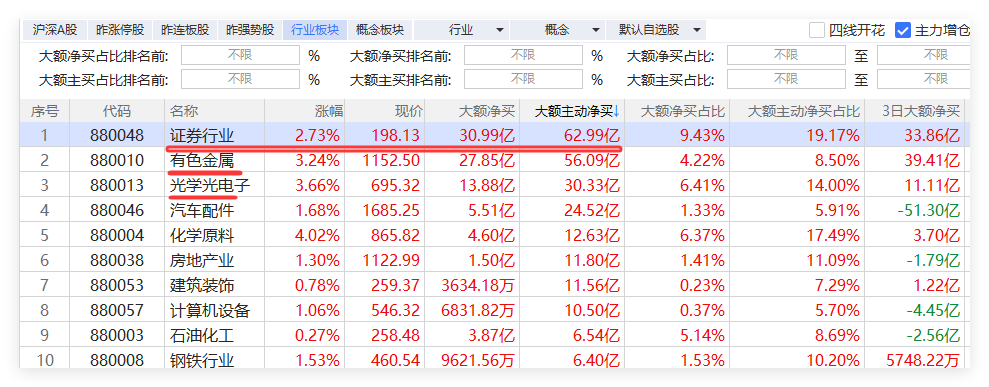 沪深A股 昨涨停股 昨连板股 昨强势股 行业板块 概念板块 行业 概念 默认自选股 四线开花 主力增仓
大额净买占比排名前: 不限 % 大额净买排名前: 不限 % 大额净买占比: 不限 至 不限
大额主买占比排名前: 不限 % 大额主买排名前: 不限 % 大额主买占比: 不限 至 不限
序号 代码 名称 涨幅 现价 大额净买 大额主动净买↓ 大额净买占比 大额主动净买占比 3日大额净买
1 880048 证券行业 2.73% 198.13 30.99亿 62.99亿 9.43% 19.17% 33.86亿
2 880010 有色金属 3.24% 1152.50 27.85亿 56.09亿 4.22% 8.50% 39.41亿
3 880013 光学光电子 3.66% 695.32 13.88亿 30.33亿 6.41% 14.00% 11.11亿
4 880046 汽车配件 1.68% 1685.25 5.51亿 24.52亿 1.33% 5.91% -51.30亿
5 880004 化学原料 4.02% 865.82 4.60亿 12.63亿 6.37% 17.49% 3.70亿
6 880038 房地产业 1.30% 1122.99 1.50亿 11.80亿 1.41% 11.09% -1.79亿
7 880053 建筑装饰 0.78% 259.37 3634.18万 11.56亿 0.23% 7.29% 1.22亿
8 880057 计算机设备 1.06% 546.32 6831.82万 10.50亿 0.37% 5.70% -4.45亿
9 880003 石油化工 0.27% 258.48 3.87亿 6.54亿 5.14% 8.69% -2.56亿
10 880008 钢铁行业 1.53% 460.54 9621.56万 6.40亿 1.53% 10.20% 5748.22万